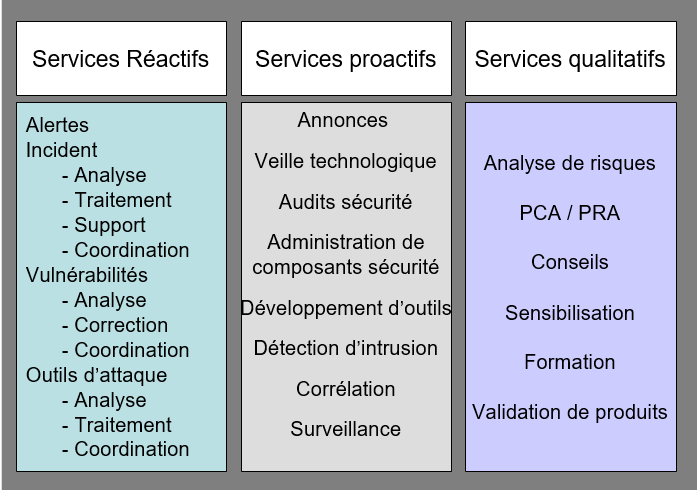 Services Réactifs
Alertes
Incident
- Analyse
- Traitement
- Support
- Coordination
Vulnérabilités
- Analyse
- Correction
- Coordination
Outils d’attaque
- Analyse
- Traitement
- Coordination
Services proactifs
Annonces
Veille technologique
Audits sécurité
Administration de
composants sécurité
Développement d’outils
Détection d’intrusion
Corrélation
Surveillance
Services qualitatifs
Analyse de risques
PCA / PRA
Conseils
Sensibilisation
Formation
Validation de produits